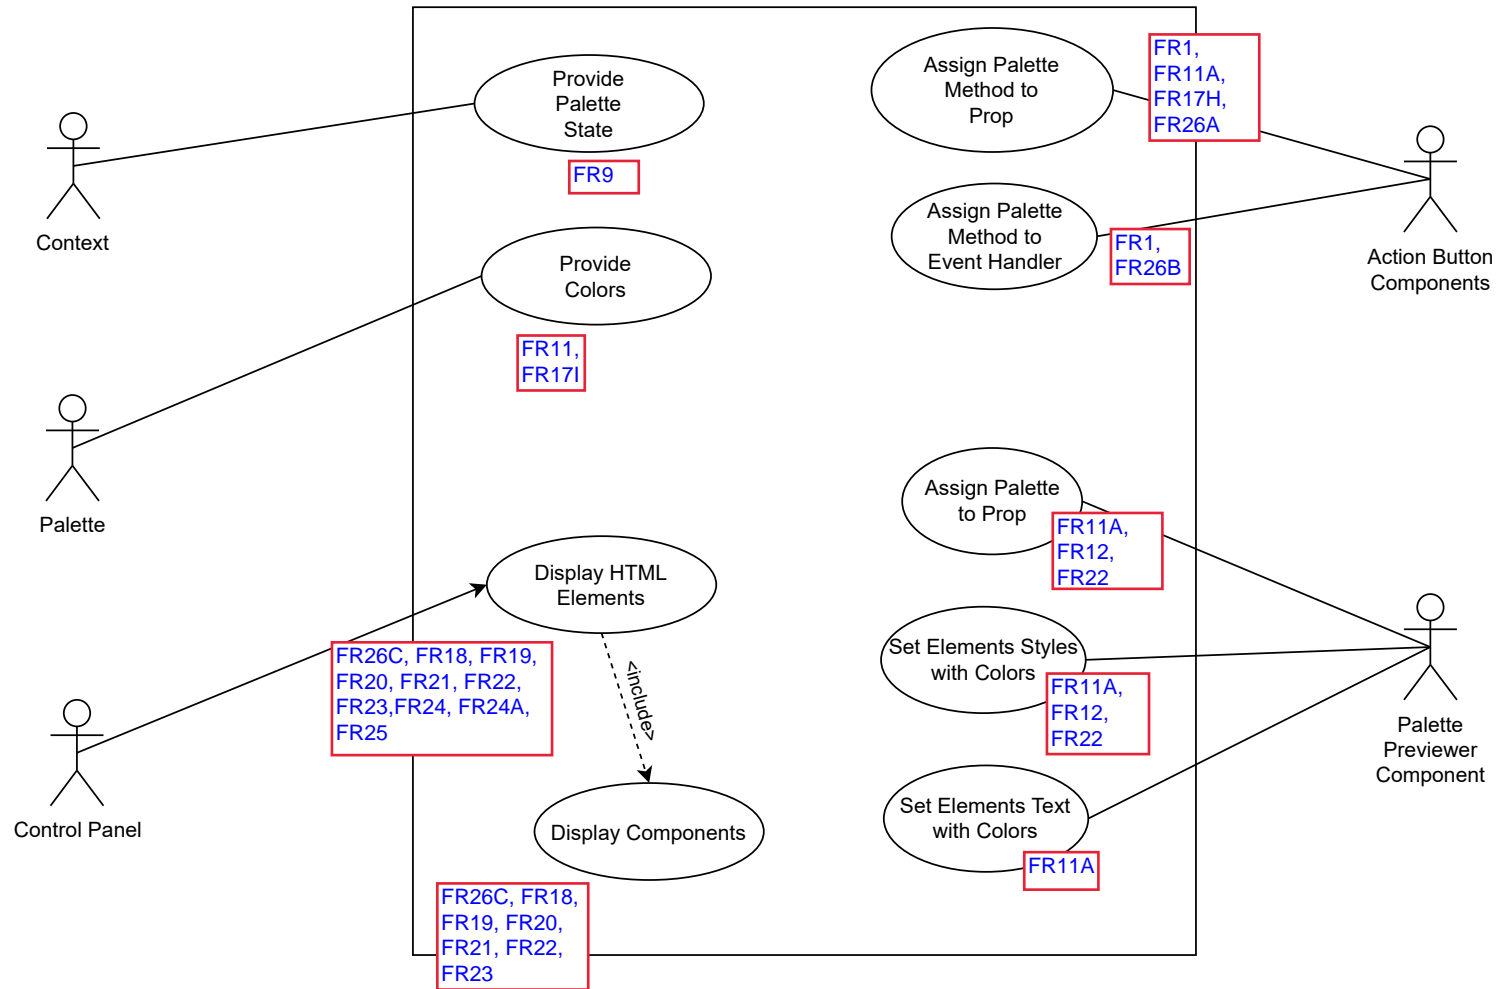 Provide
Palette
State
FR9
Context
Provide
Colors
FR11,
FR17I
Palette
Display HTML
Elements
FR26C, FR18, FR19,
FR20, FR21, FR22,
FR23,FR24, FR24A,
FR25
<include>
Control Panel
Display Components
FR26C, FR18,
FR19, FR20,
FR21, FR22,
FR23
Assign Palette
Method to
Prop
FR1,
FR11A,
FR17H,
FR26A
Assign Palette
Method to
Event Handler
FR1,
FR26B
Action Button
Components
Assign Palette
to Prop
FR11A,
FR12,
FR22
Set Elements Styles
with Colors
FR11A,
FR12,
FR22
Palette
Previewer
Component
Set Elements Text
with Colors
FR11A